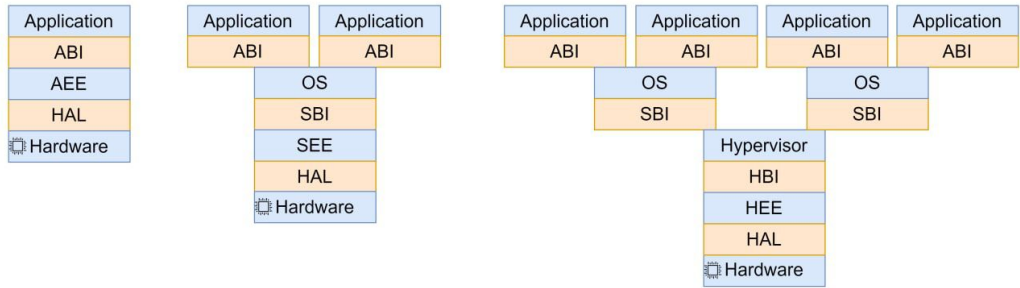 Application
ABI
AEE
HAL
Hardware
Application Application
ABI ABI
OS
SBI
SEE
HAL
Hardware
Application Application Application Application
ABI ABI ABI ABI
OS OS
SBI SBI
Hypervisor
HBI
HEE
HAL
Hardware